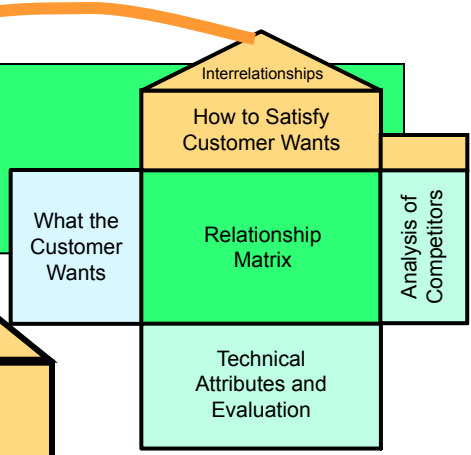 Interrelationships
How to Satisfy
Customer Wants
What the
Customer
Wants
Relationship
Matrix
Analysis of
Competitors
Technical
Attributes and
Evaluation